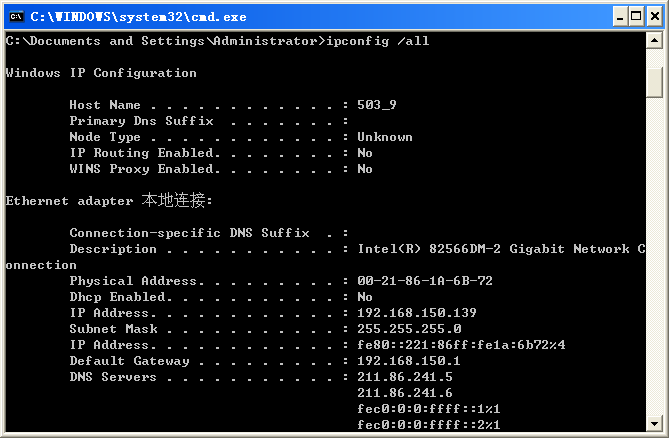 C:\WINDOWS\system32\cmd.exe
C:\Documents and Settings\Administrator>ipconfig /all
Windows IP Configuration
Host Name . . . . . . . . . . . . : 503_9
Primary Dns Suffix  . . . . . . . :
Node Type . . . . . . . . . . . . : Unknown
IP Routing Enabled. . . . . . . . : No
WINS Proxy Enabled. . . . . . . . : No
Ethernet adapter 本地连接:
Connection-specific DNS Suffix  . :
Description . . . . . . . . . . . : Intel(R) 82566DM-2 Gigabit Network C
onnection
Physical Address. . . . . . . . . : 00-21-86-1A-6B-72
Dhcp Enabled. . . . . . . . . . . : No
IP Address. . . . . . . . . . . . : 192.168.150.139
Subnet Mask . . . . . . . . . . . : 255.255.255.0
IP Address. . . . . . . . . . . . : fe80::221:86ff:fe1a:6b72%4
Default Gateway . . . . . . . . . : 192.168.150.1
DNS Servers . . . . . . . . . . . : 211.86.241.5
211.86.241.6
fec0:0:0:ffff::1%1
fec0:0:0:ffff::2%1